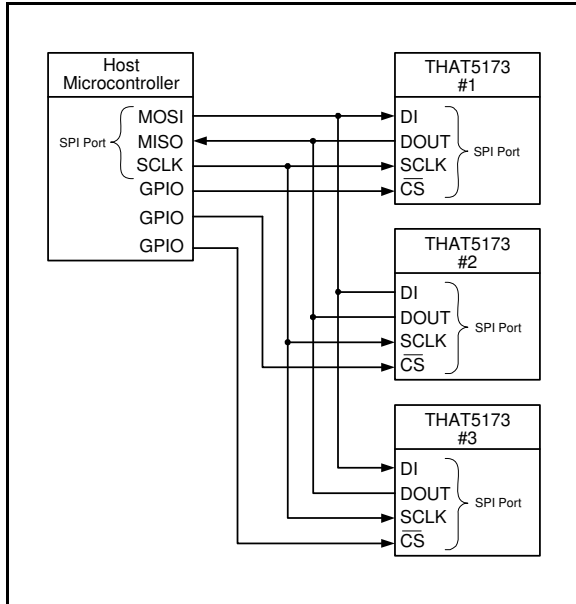 Host
Microcontroller
SPI Port
MOSI
MISO
SCLK
GPIO
GPIO
GPIO
THAT5173
#1
DI
DOUT
SCLK
CS
SPI Port
THAT5173
#2
DI
DOUT
SCLK
CS
SPI Port
THAT5173
#3
DI
DOUT
SCLK
CS
SPI Port